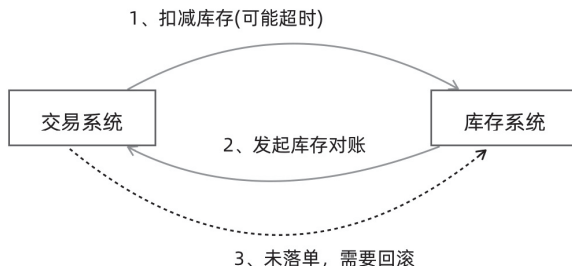 1、扣减库存(可能超时)
交易系统
库存系统
2、发起库存对账
3、未落单，需要回滚